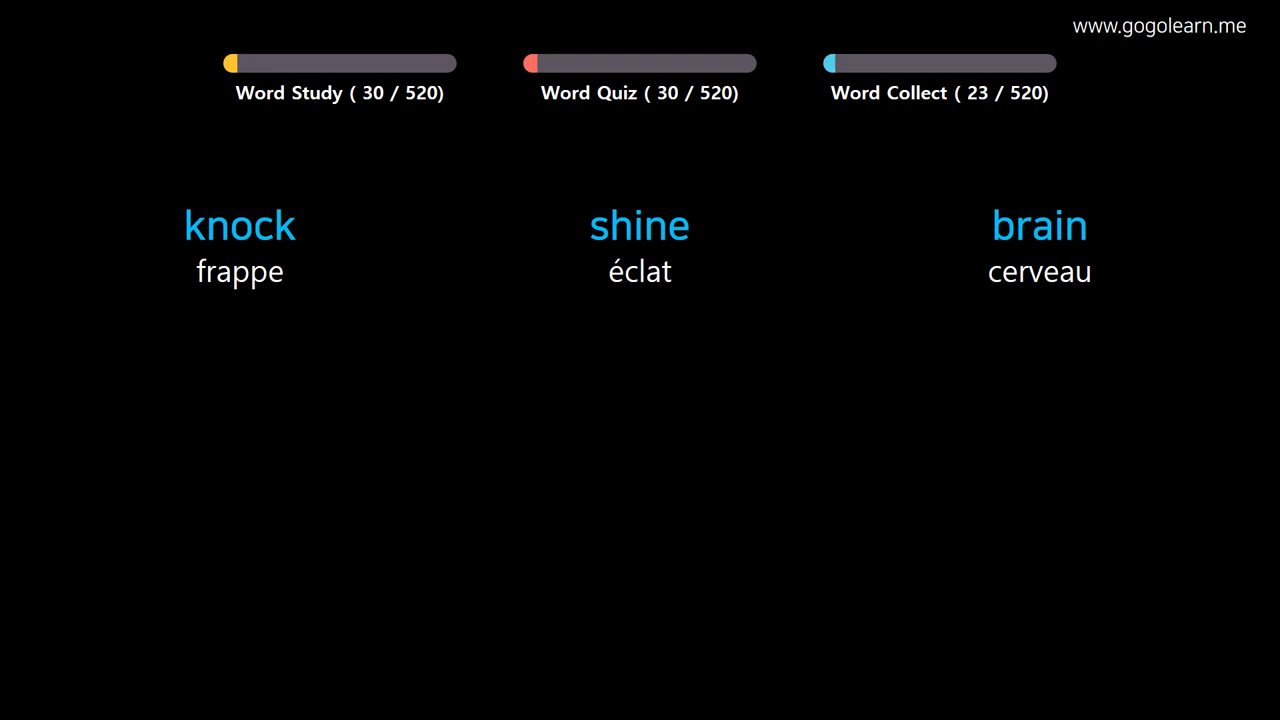 www.gogolearn.me
Word Study ( 30 / 520)
Word Quiz ( 30 / 520)
Word Collect ( 23 / 520)
knock
shine
brain
frappe
éclat
cerveau